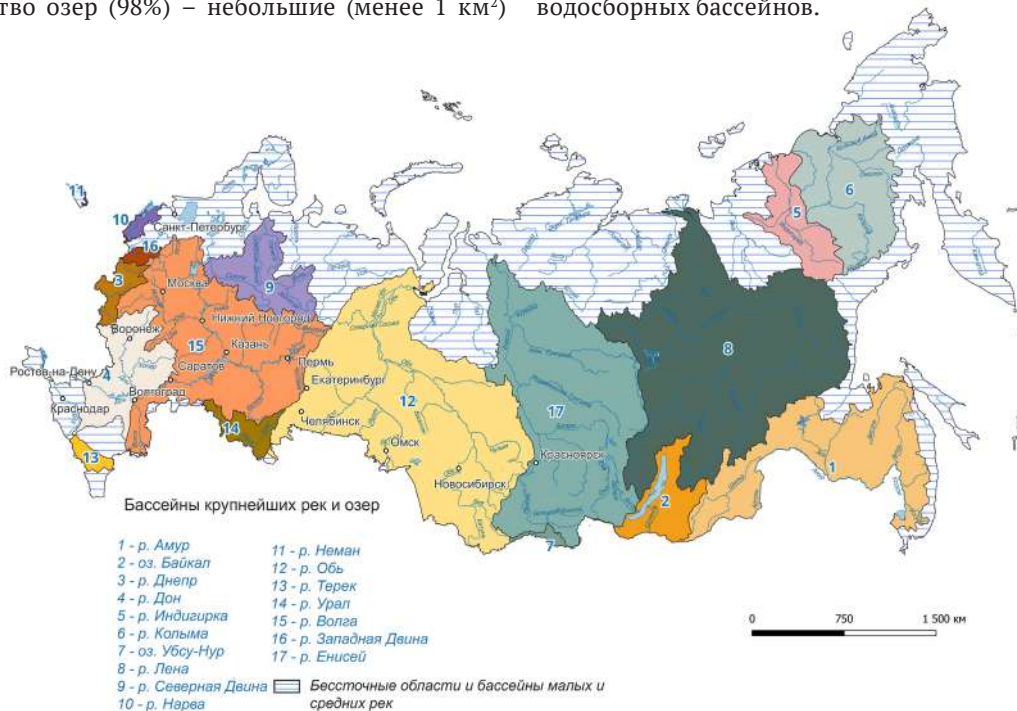 тво озер (98%) – небольшие (менее 1 км²)
водосборных бассейнов.
11
10
Санкт-Петербург
16
3
Москва
9
Нижний Новгород
Воронеж
15
Казань
Пермь
Ростов-на-Дону
4
Саратов
Екатеринбург
Волгоград
Краснодар
Челябинск
12
14
Омск
13
Новосибирск
17
Красноярск
7
8
2
1
5
6
Бассейны крупнейших рек и озер
1 - р. Амур
2 - оз. Байкал
3 - р. Днепр
4 - р. Дон
5 - р. Индигирка
6 - р. Колыма
7 - оз. Убсу-Нур
8 - р. Лена
9 - р. Северная Двина
10 - р. Нарва
11 - р. Неман
12 - р. Обь
13 - р. Терек
14 - р. Урал
15 - р. Волга
16 - р. Западная Двина
17 - р. Енисей
Бессточные области и бассейны малых и
средних рек
0 750 1 500 км